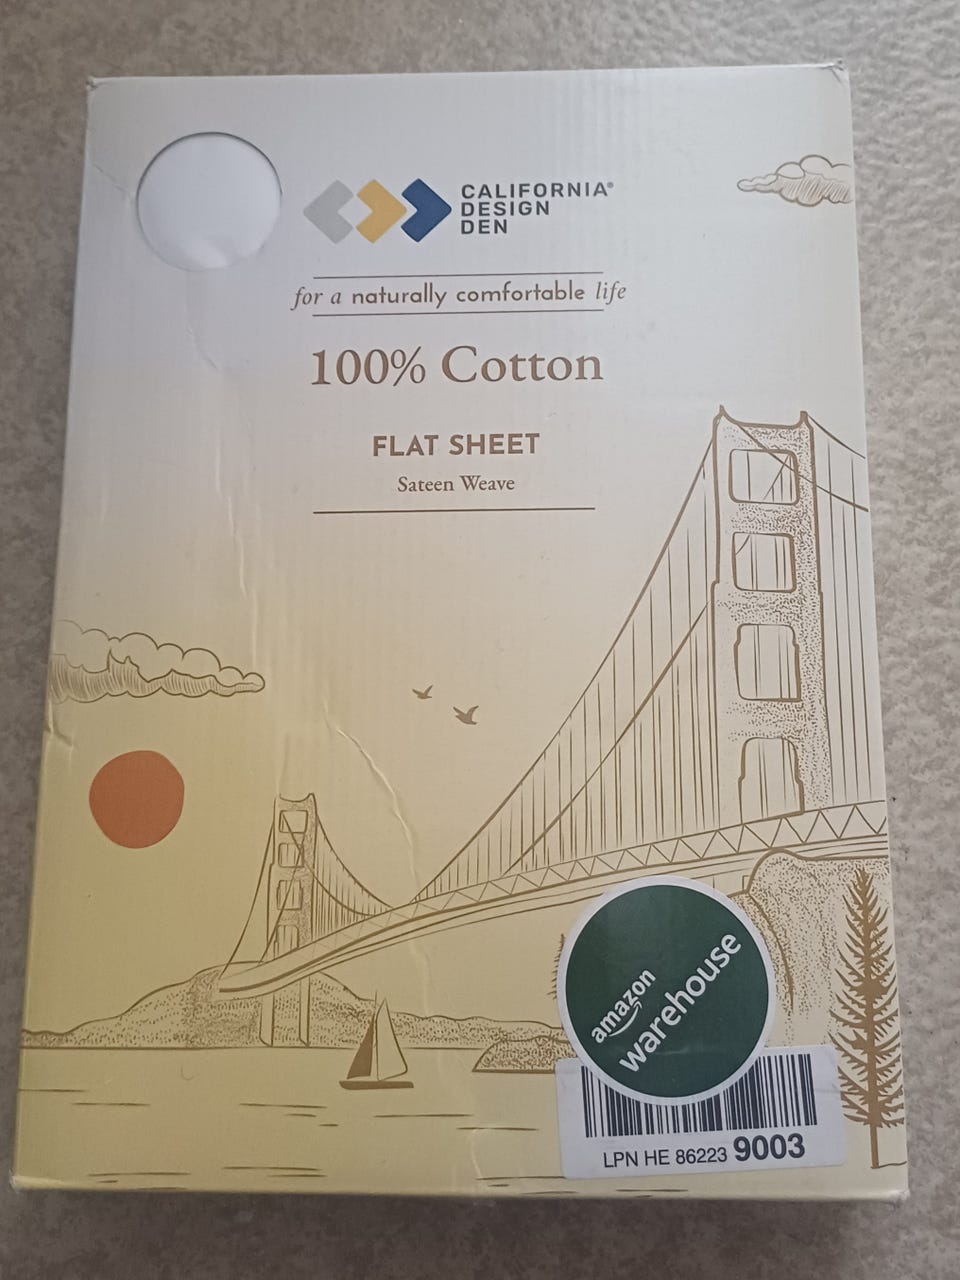 CALIFORNIA®
DESIGN
DEN
for a naturally comfortable life
100% Cotton
FLAT SHEET
Sateen Weave
amazon
warehouse
LPN HE 86223 9003